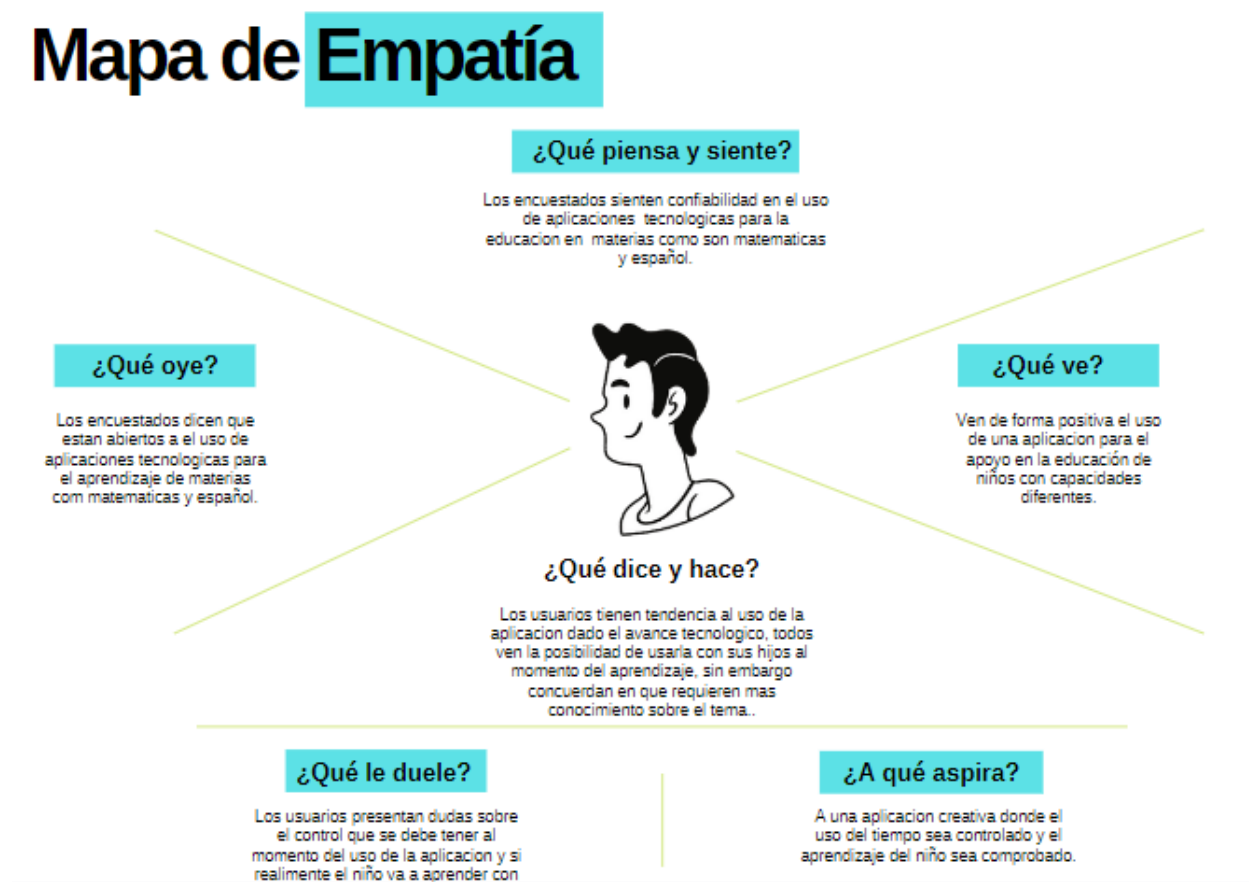 Mapa de Empatía
¿Qué piensa y siente?
Los encuestados sienten confiabilidad en el uso
de aplicaciones tecnologicas para la
educacion en materias como son matematicas
y español.
¿Qué oye?
Los encuestados dicen que
estan abiertos a el uso de
aplicaciones tecnologicas para
el aprendizaje de materias
com matematicas y español.
¿Qué ve?
Ven de forma positiva el uso
de una aplicacion para el
apoyo en la educación de
niños con capacidades
diferentes.
¿Qué dice y hace?
Los usuarios tienen tendencia al uso de la
aplicacion dado el avance tecnologico, todos
ven la posibilidad de usarla con sus hijos al
momento del aprendizaje, sin embargo
concuerdan en que requieren mas
conocimiento sobre el tema..
¿Qué le duele?
Los usuarios presentan dudas sobre
el control que se debe tener al
momento del uso de la aplicacion y si
realimente el niño va a aprender con
¿A qué aspira?
A una aplicacion creativa donde el
uso del tiempo sea controlado y el
aprendizaje del niño sea comprobado.